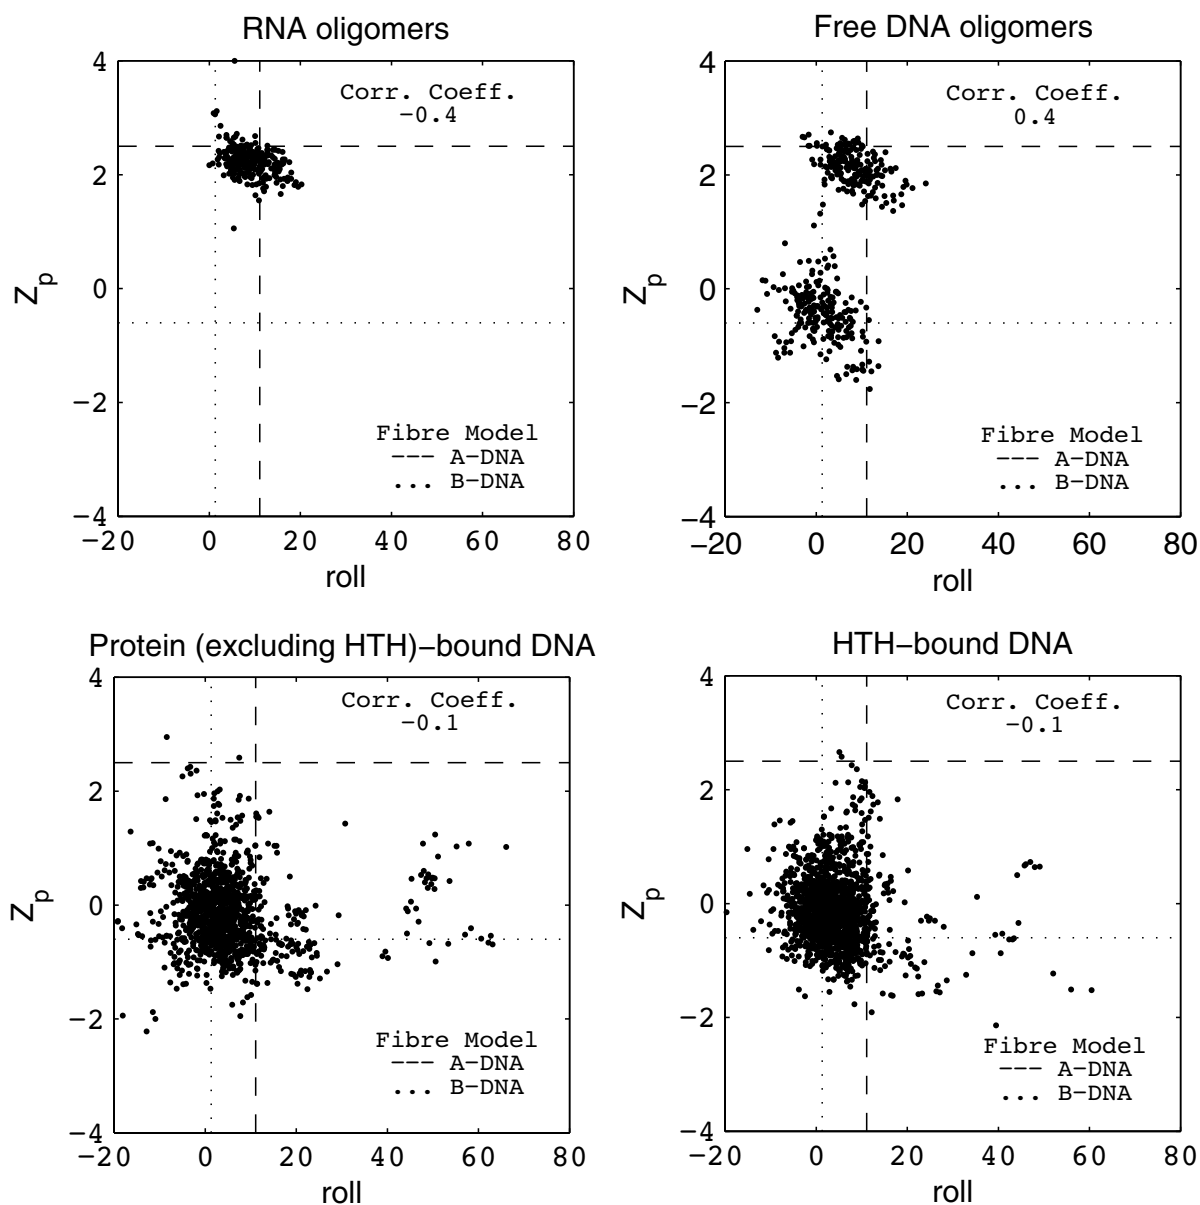 RNA oligomers
4
2
0
−2
−4
Z_p
Corr. Coeff.
−0.4
Fibre Model
−−− A−DNA
... B−DNA
−20 0 20 40 60 80
roll
Free DNA oligomers
4
2
0
−2
−4
Z_p
Corr. Coeff.
0.4
Fibre Model
−−− A−DNA
... B−DNA
−20 0 20 40 60 80
roll
Protein (excluding HTH)−bound DNA
4
2
0
−2
−4
Z_p
Corr. Coeff.
−0.1
Fibre Model
−−− A−DNA
... B−DNA
−20 0 20 40 60 80
roll
HTH−bound DNA
4
2
0
−2
−4
Z_p
Corr. Coeff.
−0.1
Fibre Model
−−− A−DNA
... B−DNA
−20 0 20 40 60 80
roll